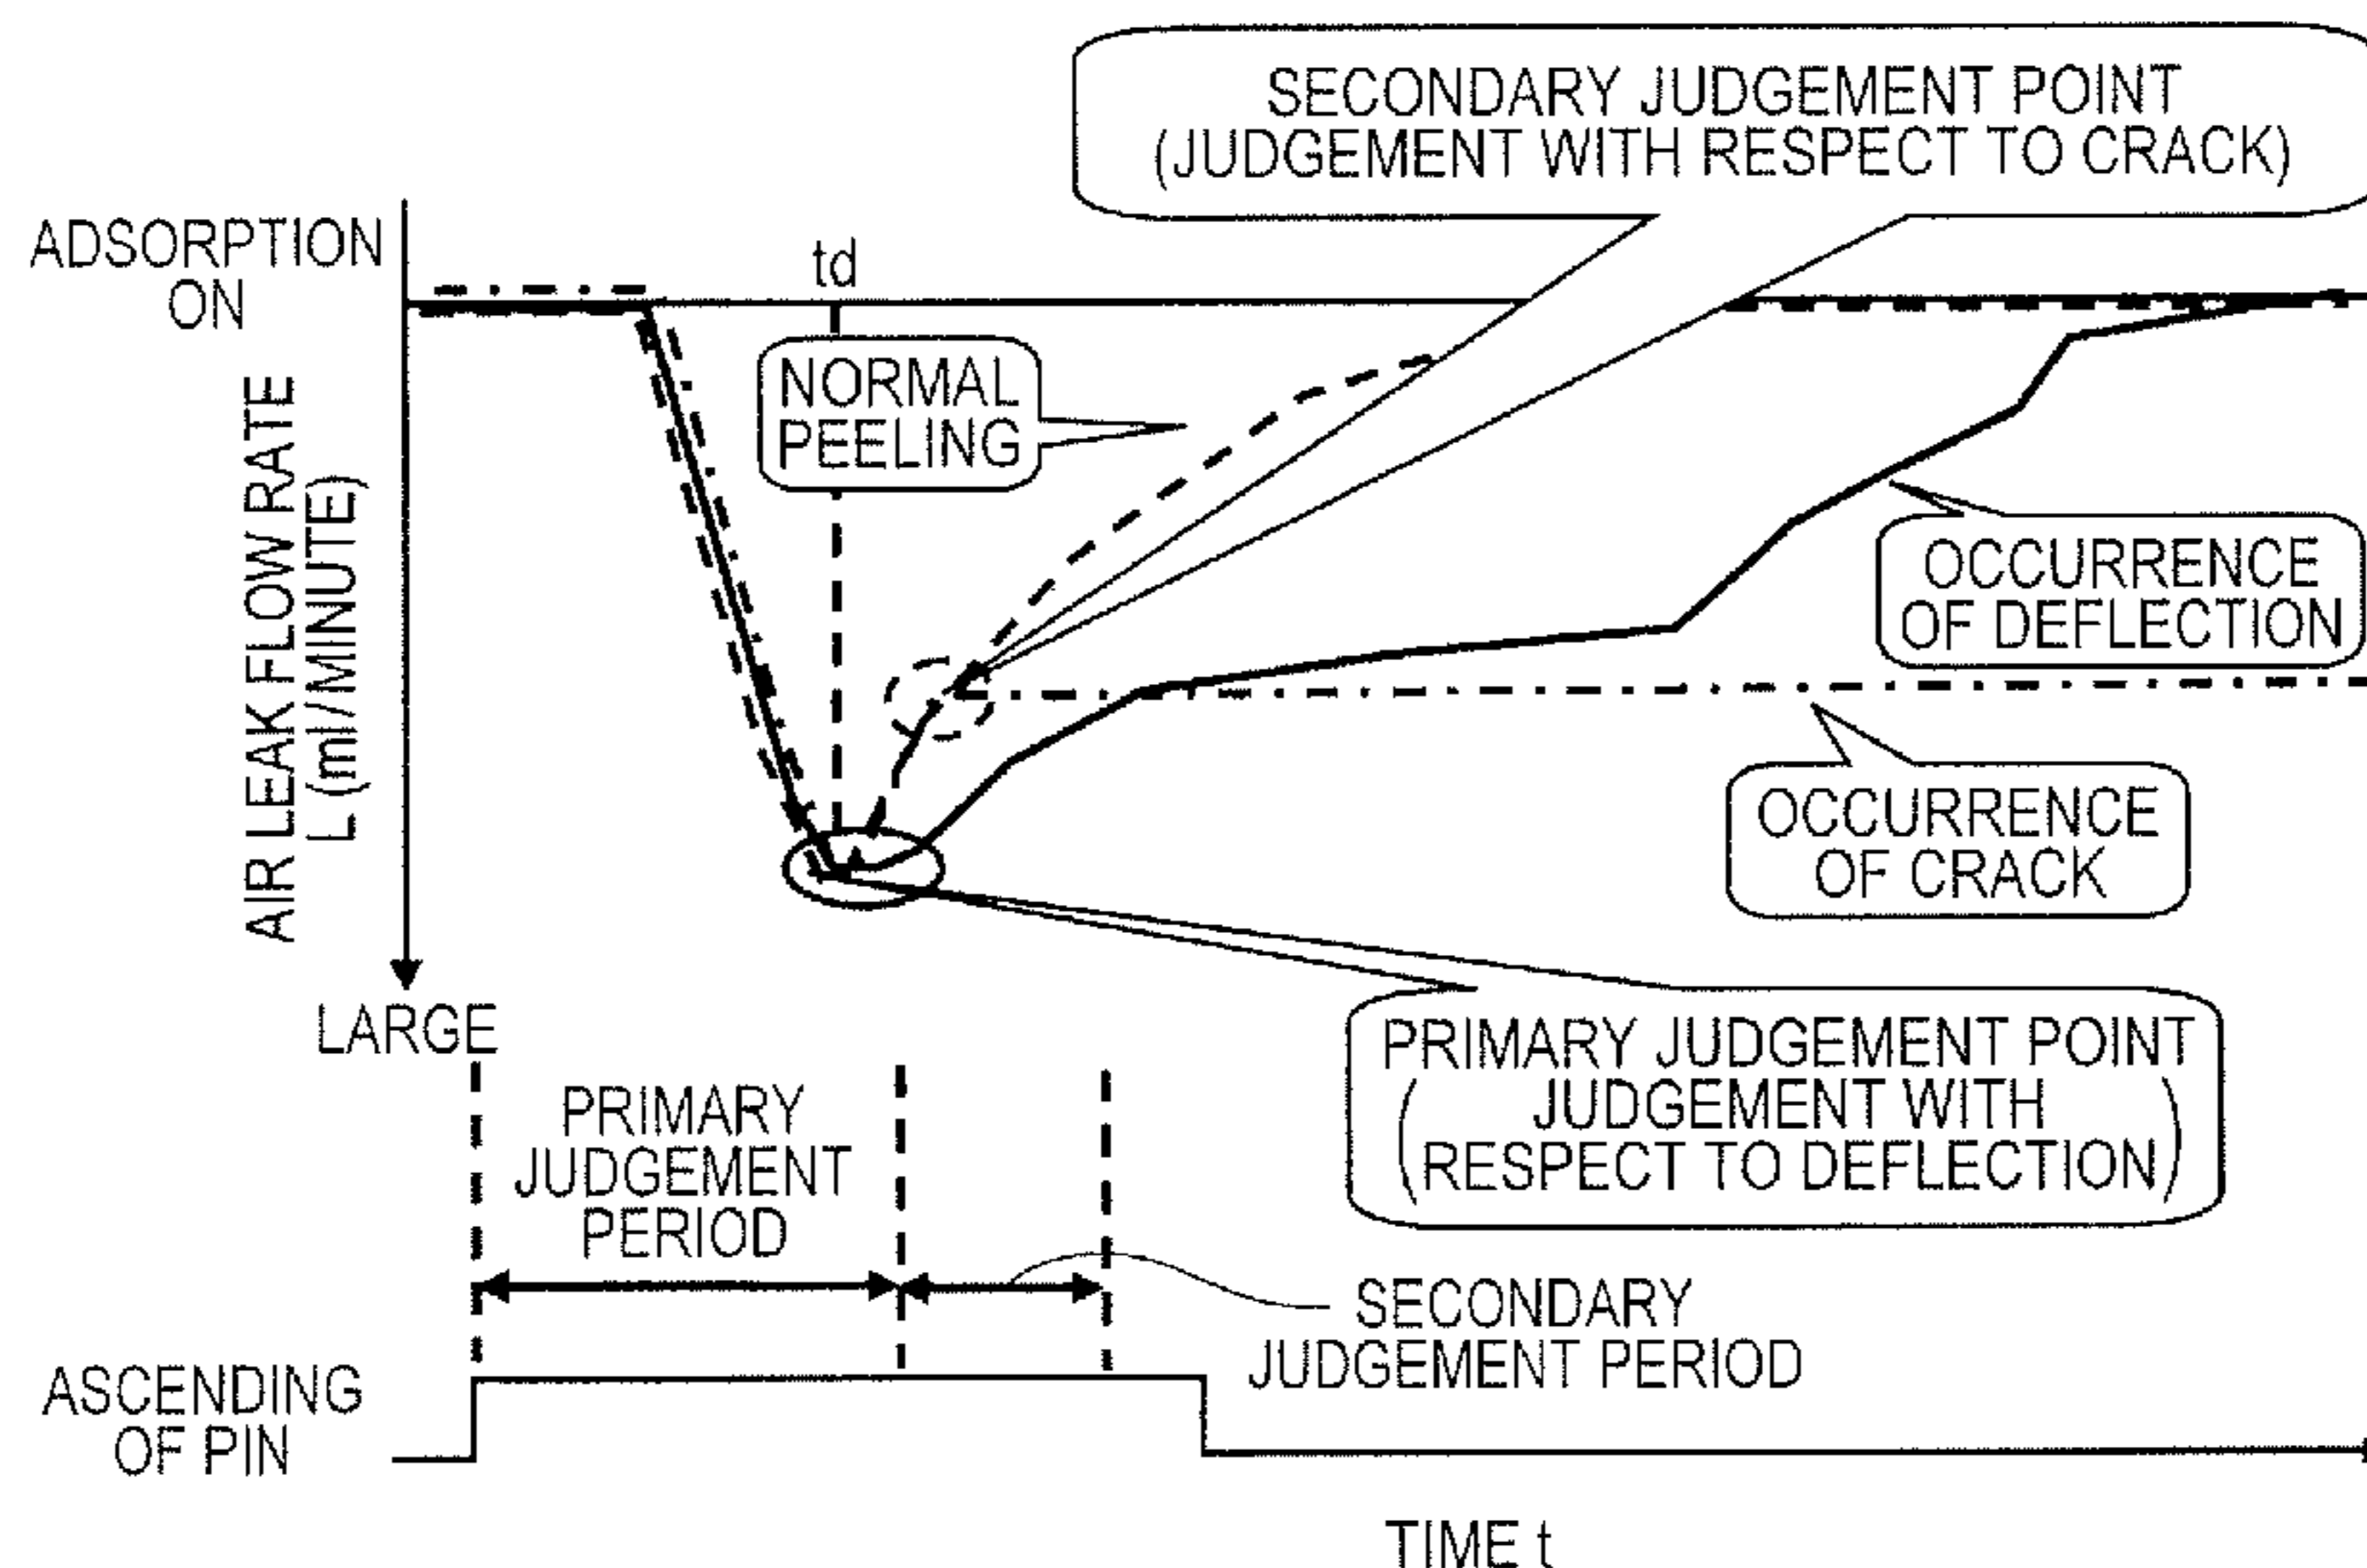 SECONDARY JUDGEMENT POINT
(JUDGEMENT WITH RESPECT TO CRACK)
ADSORPTION
ON
td
NORMAL
PEELING
AIR LEAK FLOW RATE
L (ml/MINUTE)
OCCURRENCE
OF DEFLECTION
OCCURRENCE
OF CRACK
LARGE
PRIMARY JUDGEMENT POINT
(JUDGEMENT WITH
RESPECT TO DEFLECTION)
PRIMARY
JUDGEMENT
PERIOD
SECONDARY
JUDGEMENT PERIOD
ASCENDING
OF PIN
TIME t